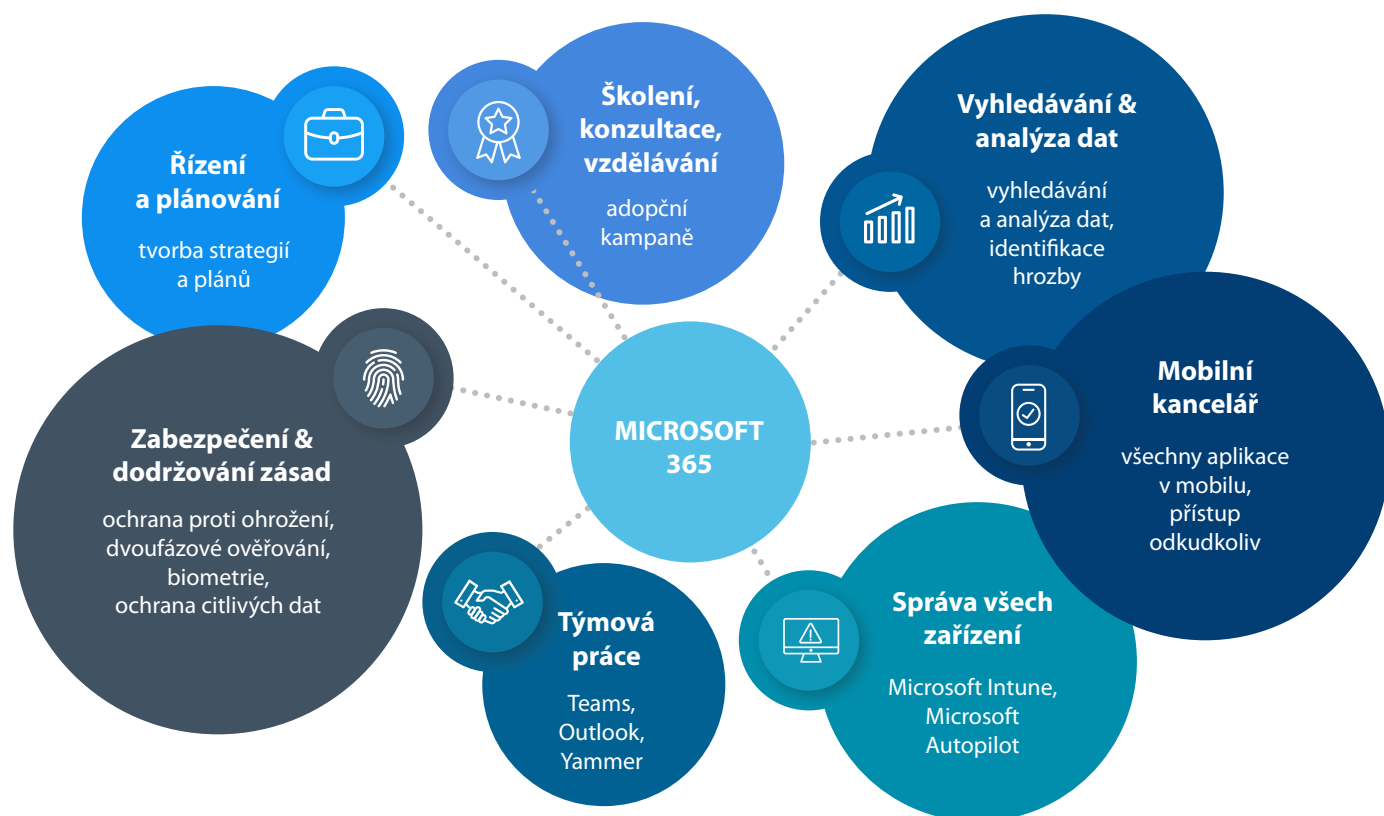 Řízení
a plánování
tvorba strategií
a plánů
Školení,
konzultace,
vzdělávání
adopční
kampaně
Vyhledávání &
analýza dat
vyhledávání
a analýza dat,
identifikace
hrozby
Zabezpečení &
dodržování zásad
ochrana proti ohrožení,
dvoufázové ověřování,
biometrie,
ochrana citlivých dat
MICROSOFT
365
Mobilní
kancelář
všechny aplikace
v mobilu,
přístup
odkudkoliv
Týmová
práce
Teams,
Outlook,
Yammer
Správa všech
zařízení
Microsoft Intune,
Microsoft
Autopilot